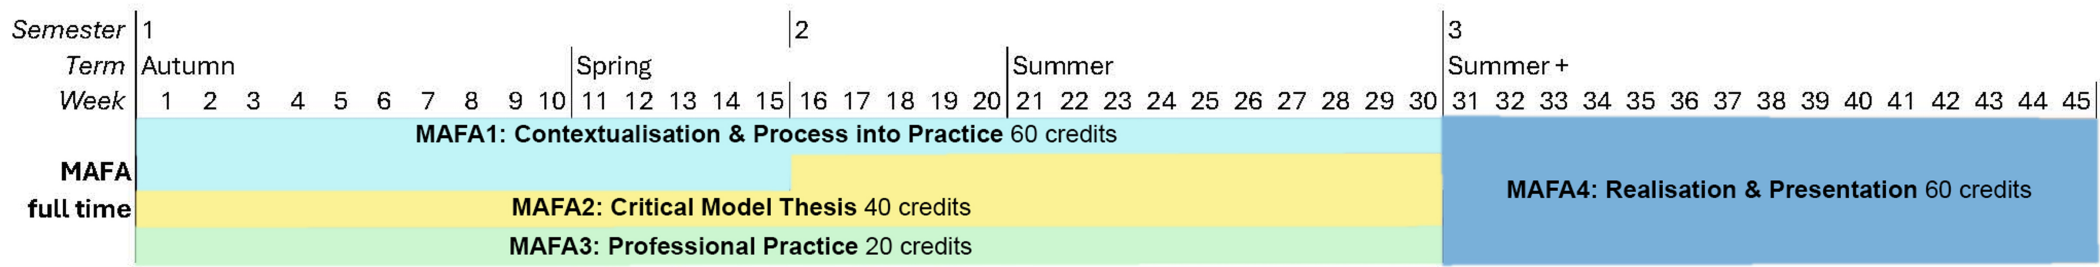 Semester 1 2 3
Term Autumn Spring Summer Summer +
Week 1 2 3 4 5 6 7 8 9 10 11 12 13 14 15 16 17 18 19 20 21 22 23 24 25 26 27 28 29 30 31 32 33 34 35 36 37 38 39 40 41 42 43 44 45
MAFA1: Contextualisation & Process into Practice 60 credits
MAFA
full time
MAFA2: Critical Model Thesis 40 credits
MAFA3: Professional Practice 20 credits
MAFA4: Realisation & Presentation 60 credits